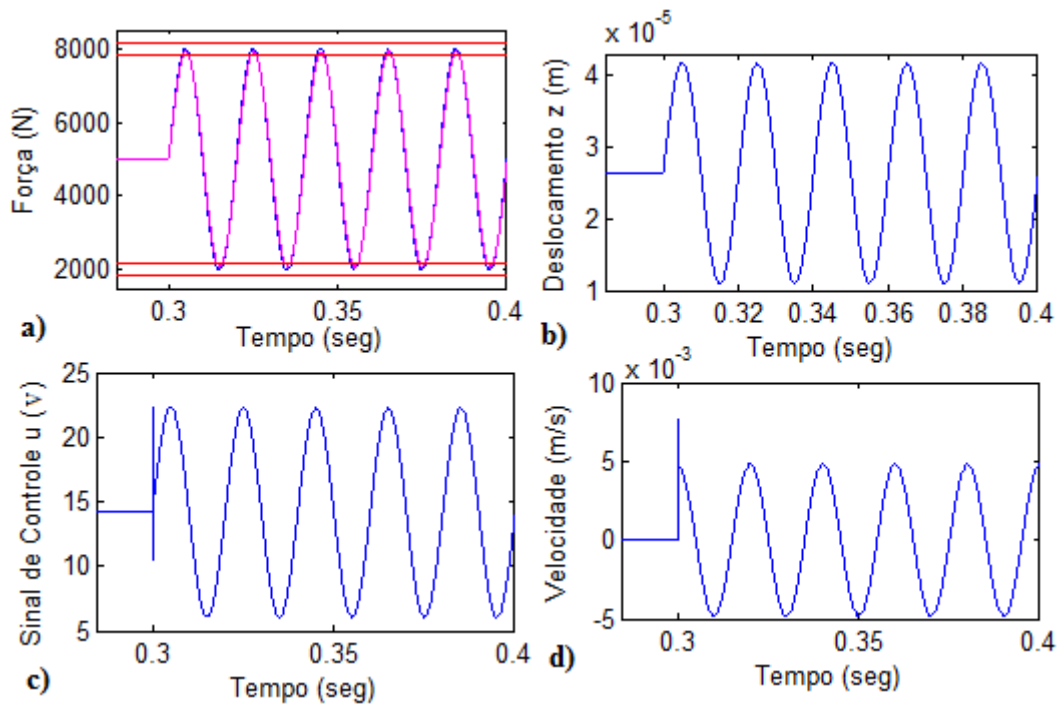 8000
6000
4000
2000
Força (N)
0.3
0.35
0.4
Tempo (seg)
a)
x 10⁻⁵
4
3
2
1
Deslocamento z (m)
0.3
0.32
0.34
0.36
0.38
0.4
Tempo (seg)
b)
25
20
15
10
5
Sinal de Controle u (v)
0.3
0.35
0.4
Tempo (seg)
c)
x 10⁻³
10
5
0
-5
Velocidade (m/s)
0.3
0.35
0.4
Tempo (seg)
d)